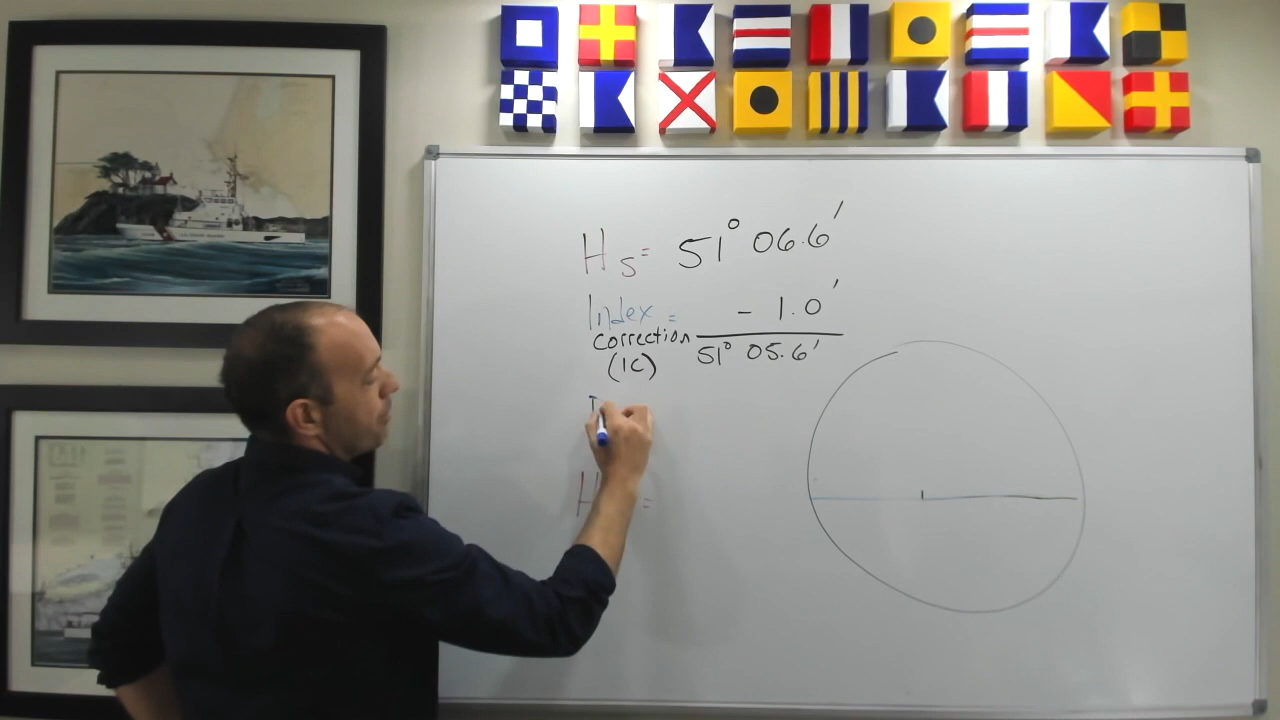 Hs= 51° 06.6'
Index = - 1.0'
correction
(IC) 51° 05.6'
H =